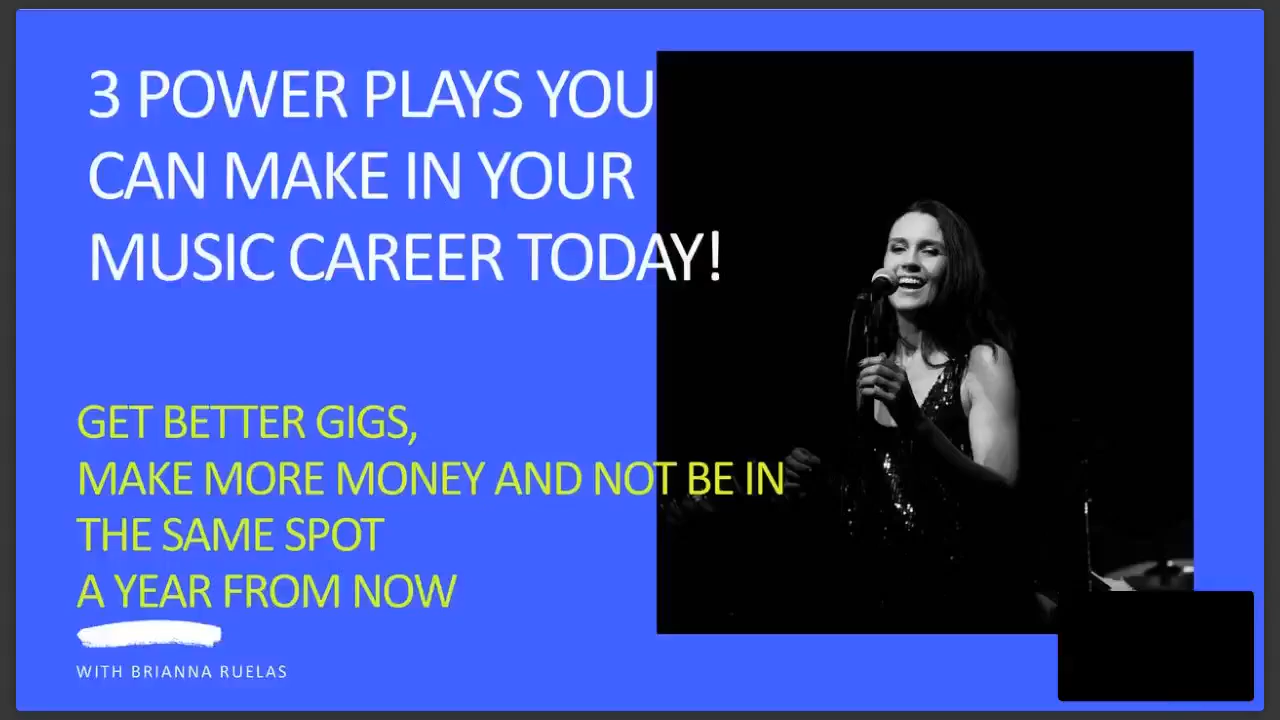 3 POWER PLAYS YOU
CAN MAKE IN YOUR
MUSIC CAREER TODAY!
GET BETTER GIGS,
MAKE MORE MONEY AND NOT BE IN
THE SAME SPOT
A YEAR FROM NOW
WITH BRIANNA RUELAS